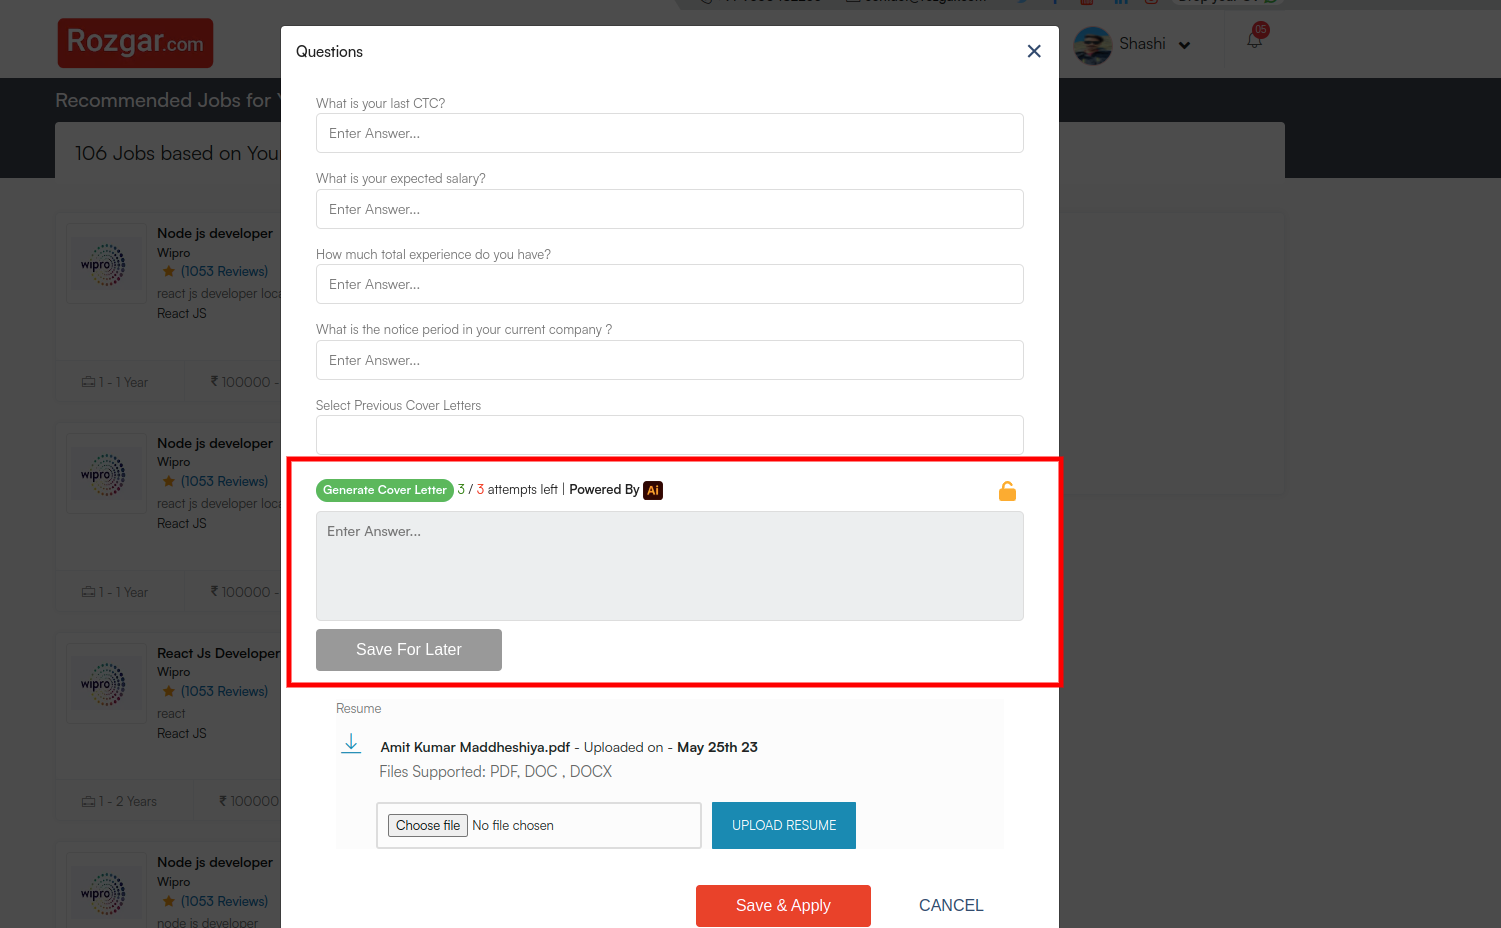 Rozgar.com
Shashi
05
Recommended Jobs for
106 Jobs based on Your
Questions
What is your last CTC?
Enter Answer...
What is your expected salary?
Enter Answer...
How much total experience do you have?
Enter Answer...
What is the notice period in your current company ?
Enter Answer...
Select Previous Cover Letters
Generate Cover Letter 3 / 3 attempts left | Powered By Ai
Enter Answer...
Save For Later
Resume
Amit Kumar Maddheshiya.pdf - Uploaded on - May 25th 23
Files Supported: PDF, DOC , DOCX
Choose file No file chosen
UPLOAD RESUME
Save & Apply
CANCEL
wipro
Node js developer
Wipro
(1053 Reviews)
react js developer
React JS
1 - 1 Year
₹ 100000 -
wipro
Node js developer
Wipro
(1053 Reviews)
react js developer
React JS
1 - 1 Year
₹ 100000 -
wipro
React Js Developer
Wipro
(1053 Reviews)
react
React JS
1 - 2 Years
₹ 100000
wipro
Node js developer
Wipro
(1053 Reviews)
node js developer